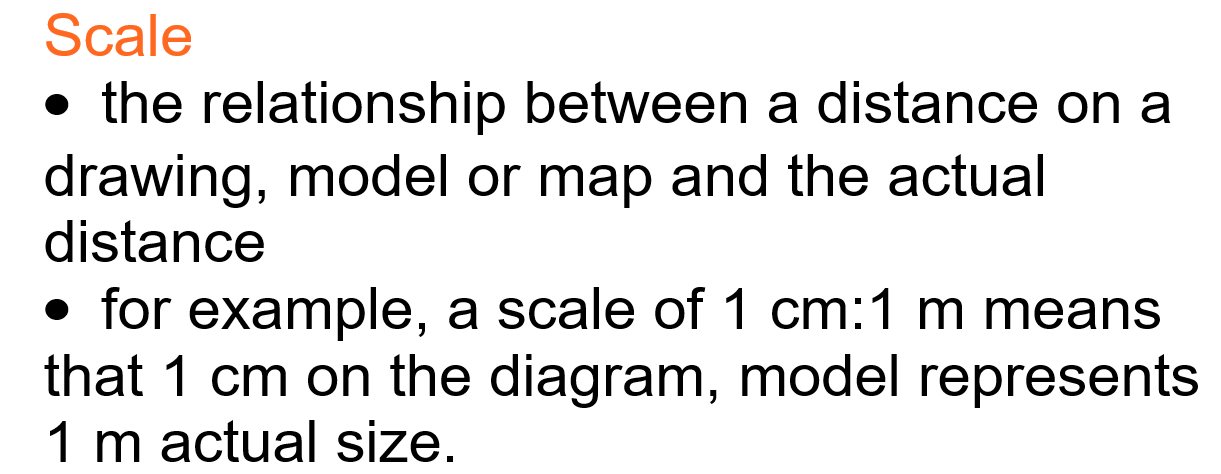 Scale
• the relationship between a distance on a
drawing, model or map and the actual
distance
• for example, a scale of 1 cm:1 m means
that 1 cm on the diagram, model represents
1 m actual size.